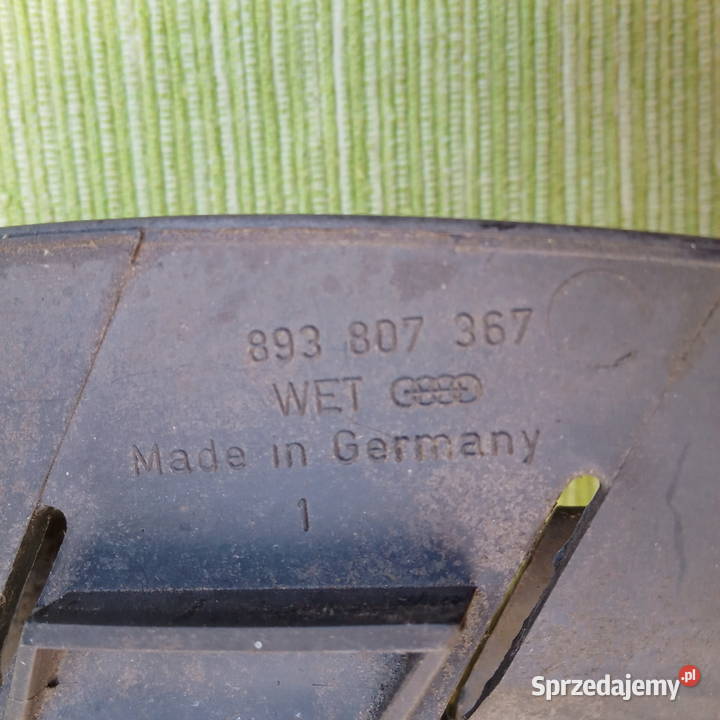 893 807 367
WET
Made in Germany
1
Sprzedajemy.pl